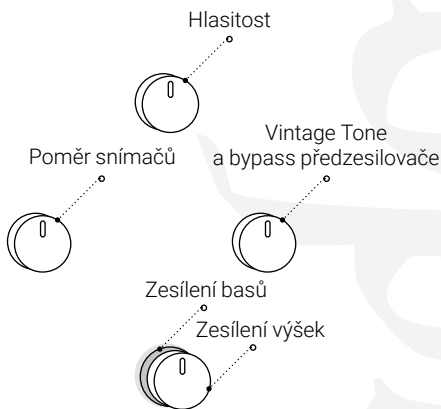 Hlasitost
Poměr snímačů
Vintage Tone
a bypass předzesilovače
Zesílení basů
Zesílení výšek